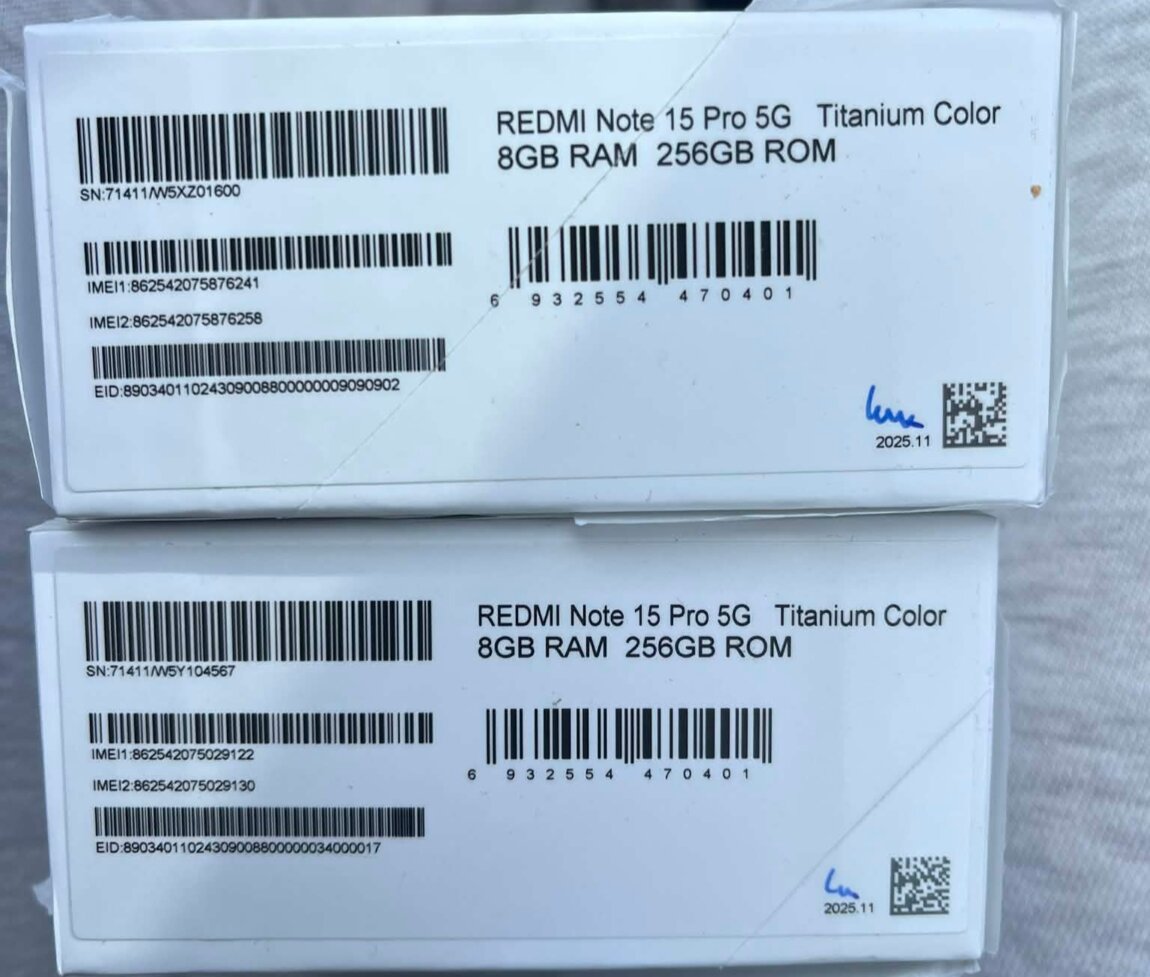 REDMI Note 15 Pro 5G Titanium Color
8GB RAM 256GB ROM
SN:71411/W5XZ01600
IMEI1:862542075876241
6 932554 470401
IMEI2:862542075876258
EID:89034011024309008800000009090902
2025.11
REDMI Note 15 Pro 5G Titanium Color
8GB RAM 256GB ROM
SN:71411/W5Y104567
IMEI1:862542075029122
6 932554 470401
IMEI2:862542075029130
EID:89034011024309008800000034000017
2025.11